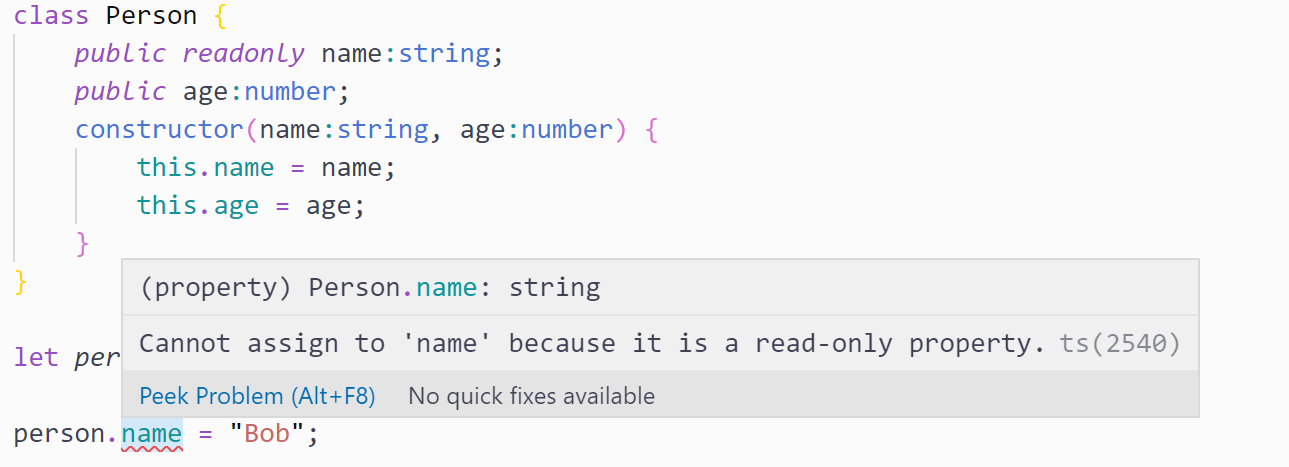 class Person {
public readonly name:string;
public age:number;
constructor(name:string, age:number) {
this.name = name;
this.age = age;
}
}
(property) Person.name: string
Cannot assign to 'name' because it is a read-only property. ts(2540)
Peek Problem (Alt+F8) No quick fixes available
let per
person.name = "Bob";